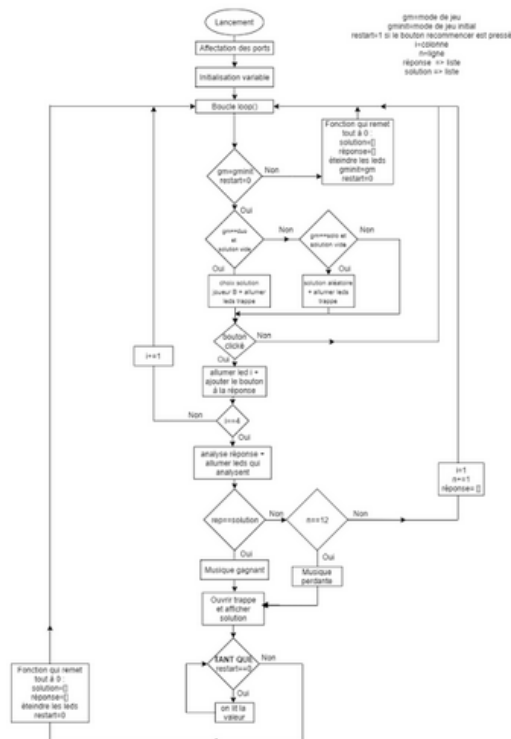 Lancement
gm=mode de jeu
gminit=mode de jeu initial
restart=1 si le bouton recommencer est pressé
i=colonne
n=ligne
réponse => liste
solution => liste
Affectation des ports
Initialisation variable
Boucle loop()
Fonction qui remet
tout à 0 :
solution=[]
réponse=[]
éteindre les leds
gminit=gm
restart=0
gm=gminit
restart=0
Non
Oui
gm==duo
et
solution vide
Non
gm==solo et
solution vide
Non
Oui
Oui
choix solution
joueur B + allumer
leds trappe
solution aléatoire
+ allumer leds
trappe
bouton
clické
Non
Oui
i+=1
allumer led i +
ajouter le bouton
à la réponse
Non
i==4
Oui
analyse réponse +
allumer leds qui
analysent
i=1
n+=1
réponse= []
rep==solution
Non
n==12
Non
Oui
Oui
Musique gagnant
Musique
perdante
Ouvrir trappe
et afficher
solution
Fonction qui remet
tout à 0 :
solution=[]
réponse=[]
éteindre les leds
restart=0
TANT QUE
restart==0
Non
Oui
on lit la
valeur